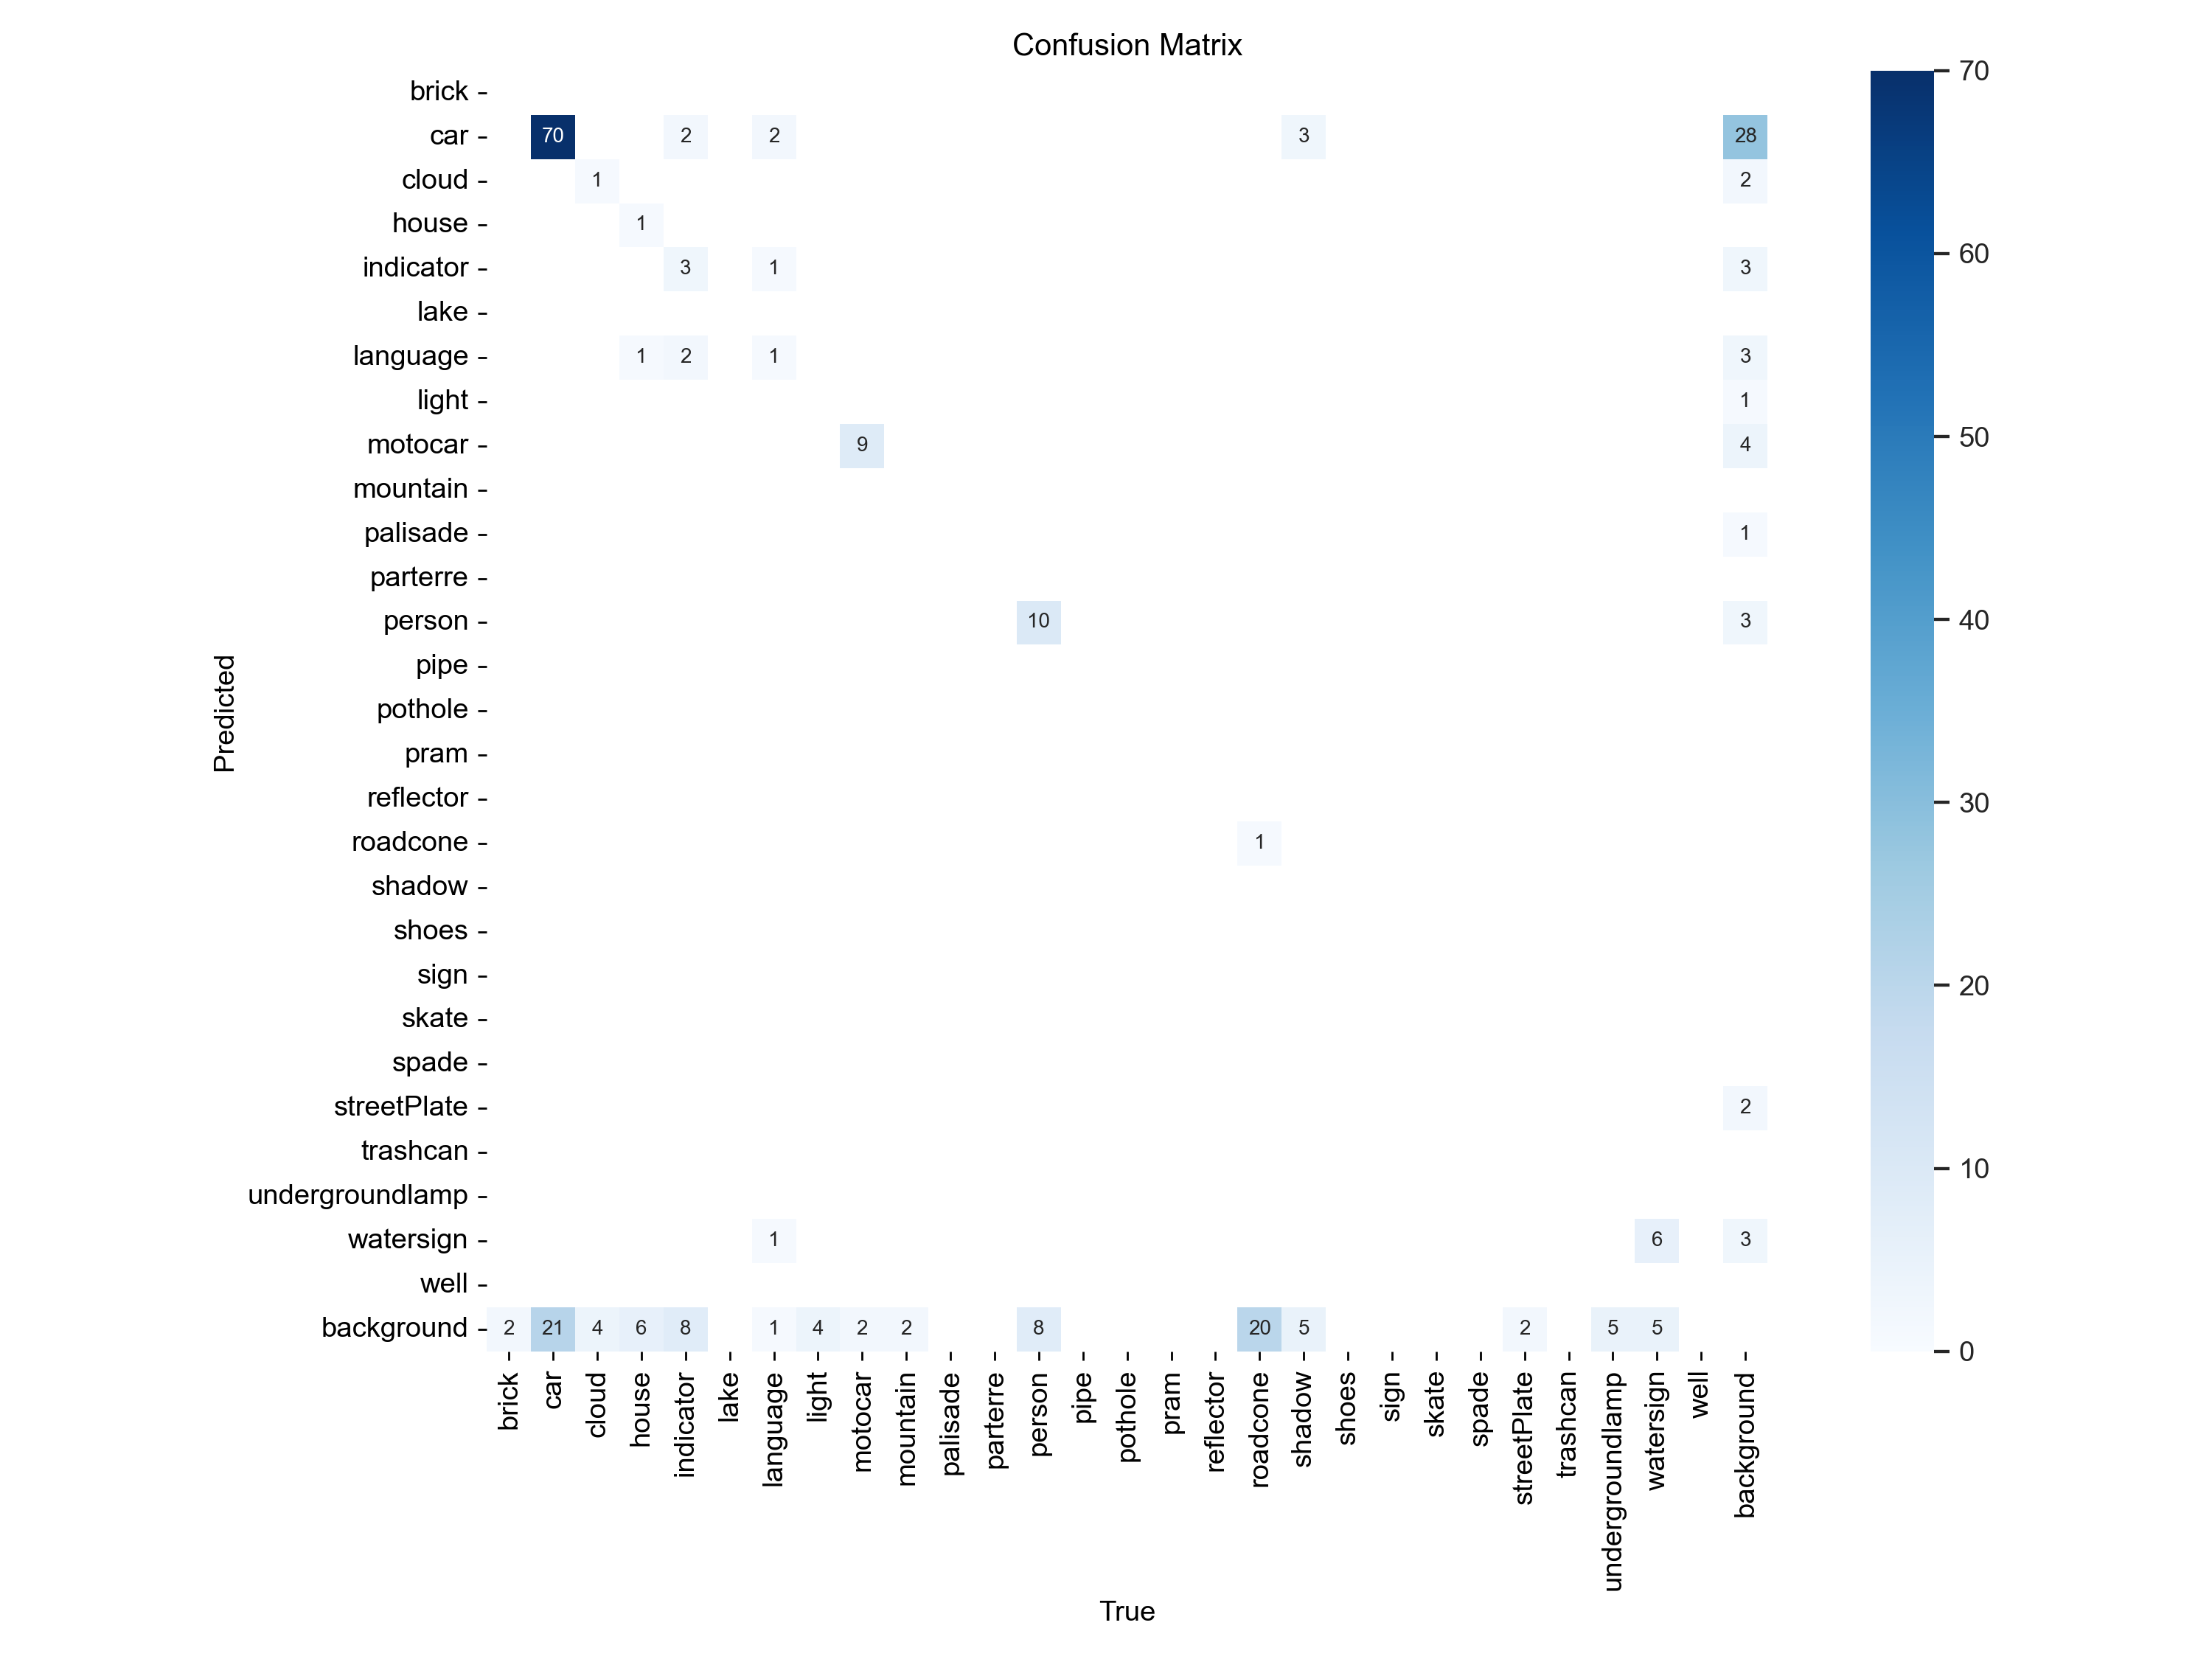 Confusion Matrix
brick
car 70 2 2 3 28
cloud 1 2
house 1
indicator 3 1 3
lake
language 1 2 1 3
light 1
motocar 9 4
mountain
palisade 1
parterre
person 10 3
pipe
pothole
pram
reflector
roadcone 1
shadow
shoes
sign
skate
spade
streetPlate 2
trashcan
undergroundlamp
watersign 1 6 3
well
background 2 21 4 6 8 1 4 2 2 8 20 5 2 5 5
Predicted
brick car cloud house indicator lake language light motocar mountain palisade parterre person pipe pothole pram reflector roadcone shadow shoes sign skate spade streetPlate trashcan undergroundlamp watersign well background
True
70
60
50
40
30
20
10
0